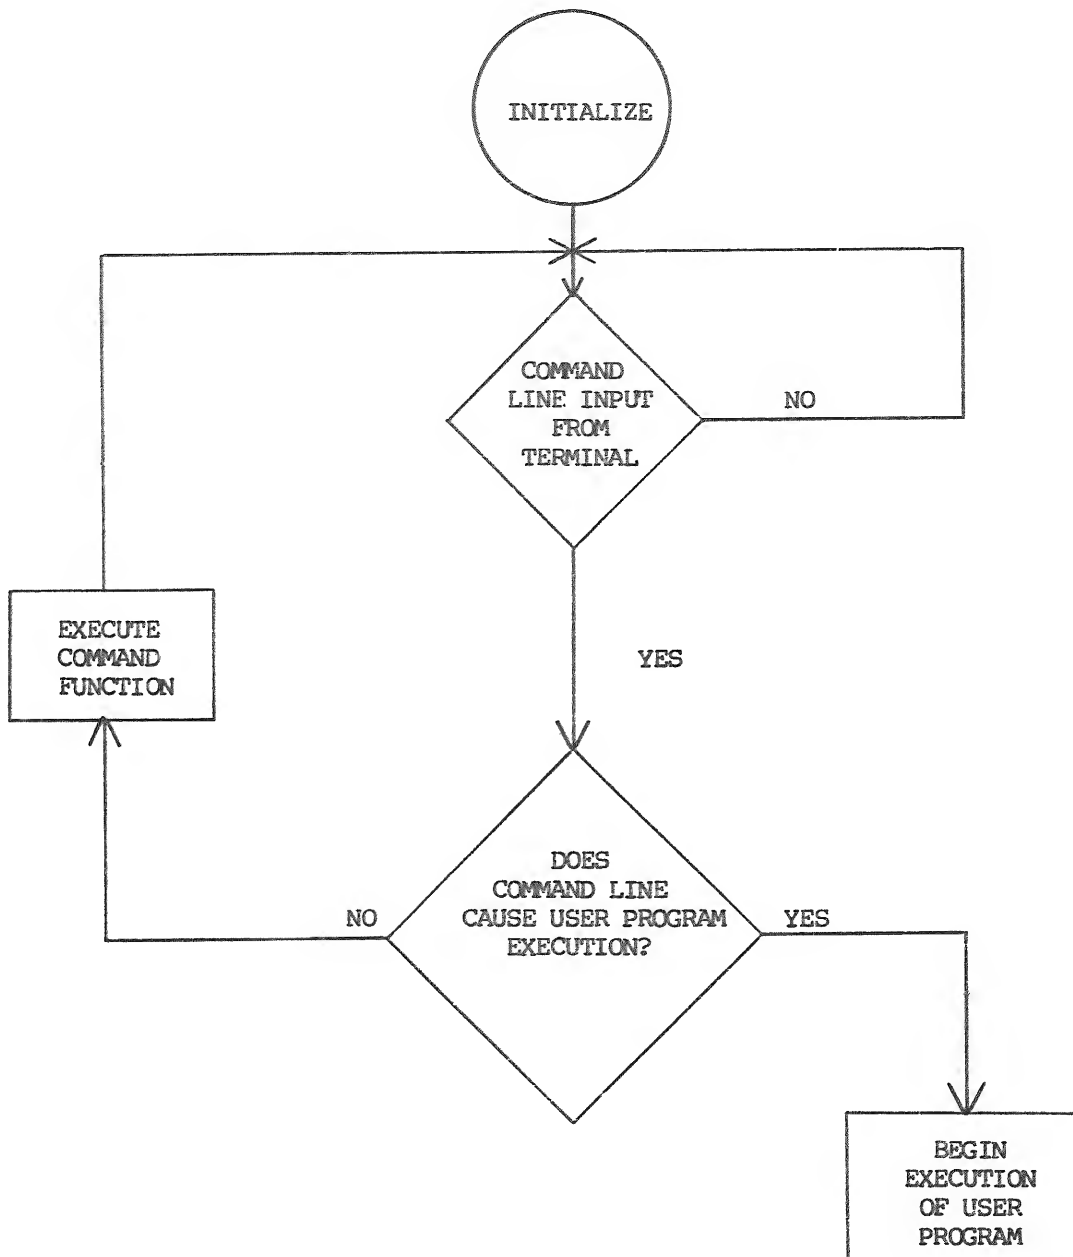 INITIALIZE
COMMAND
LINE INPUT
FROM
TERMINAL
NO
EXECUTE
COMMAND
FUNCTION
YES
DOES
COMMAND LINE
CAUSE USER PROGRAM
EXECUTION?
NO
YES
BEGIN
EXECUTION
OF USER
PROGRAM